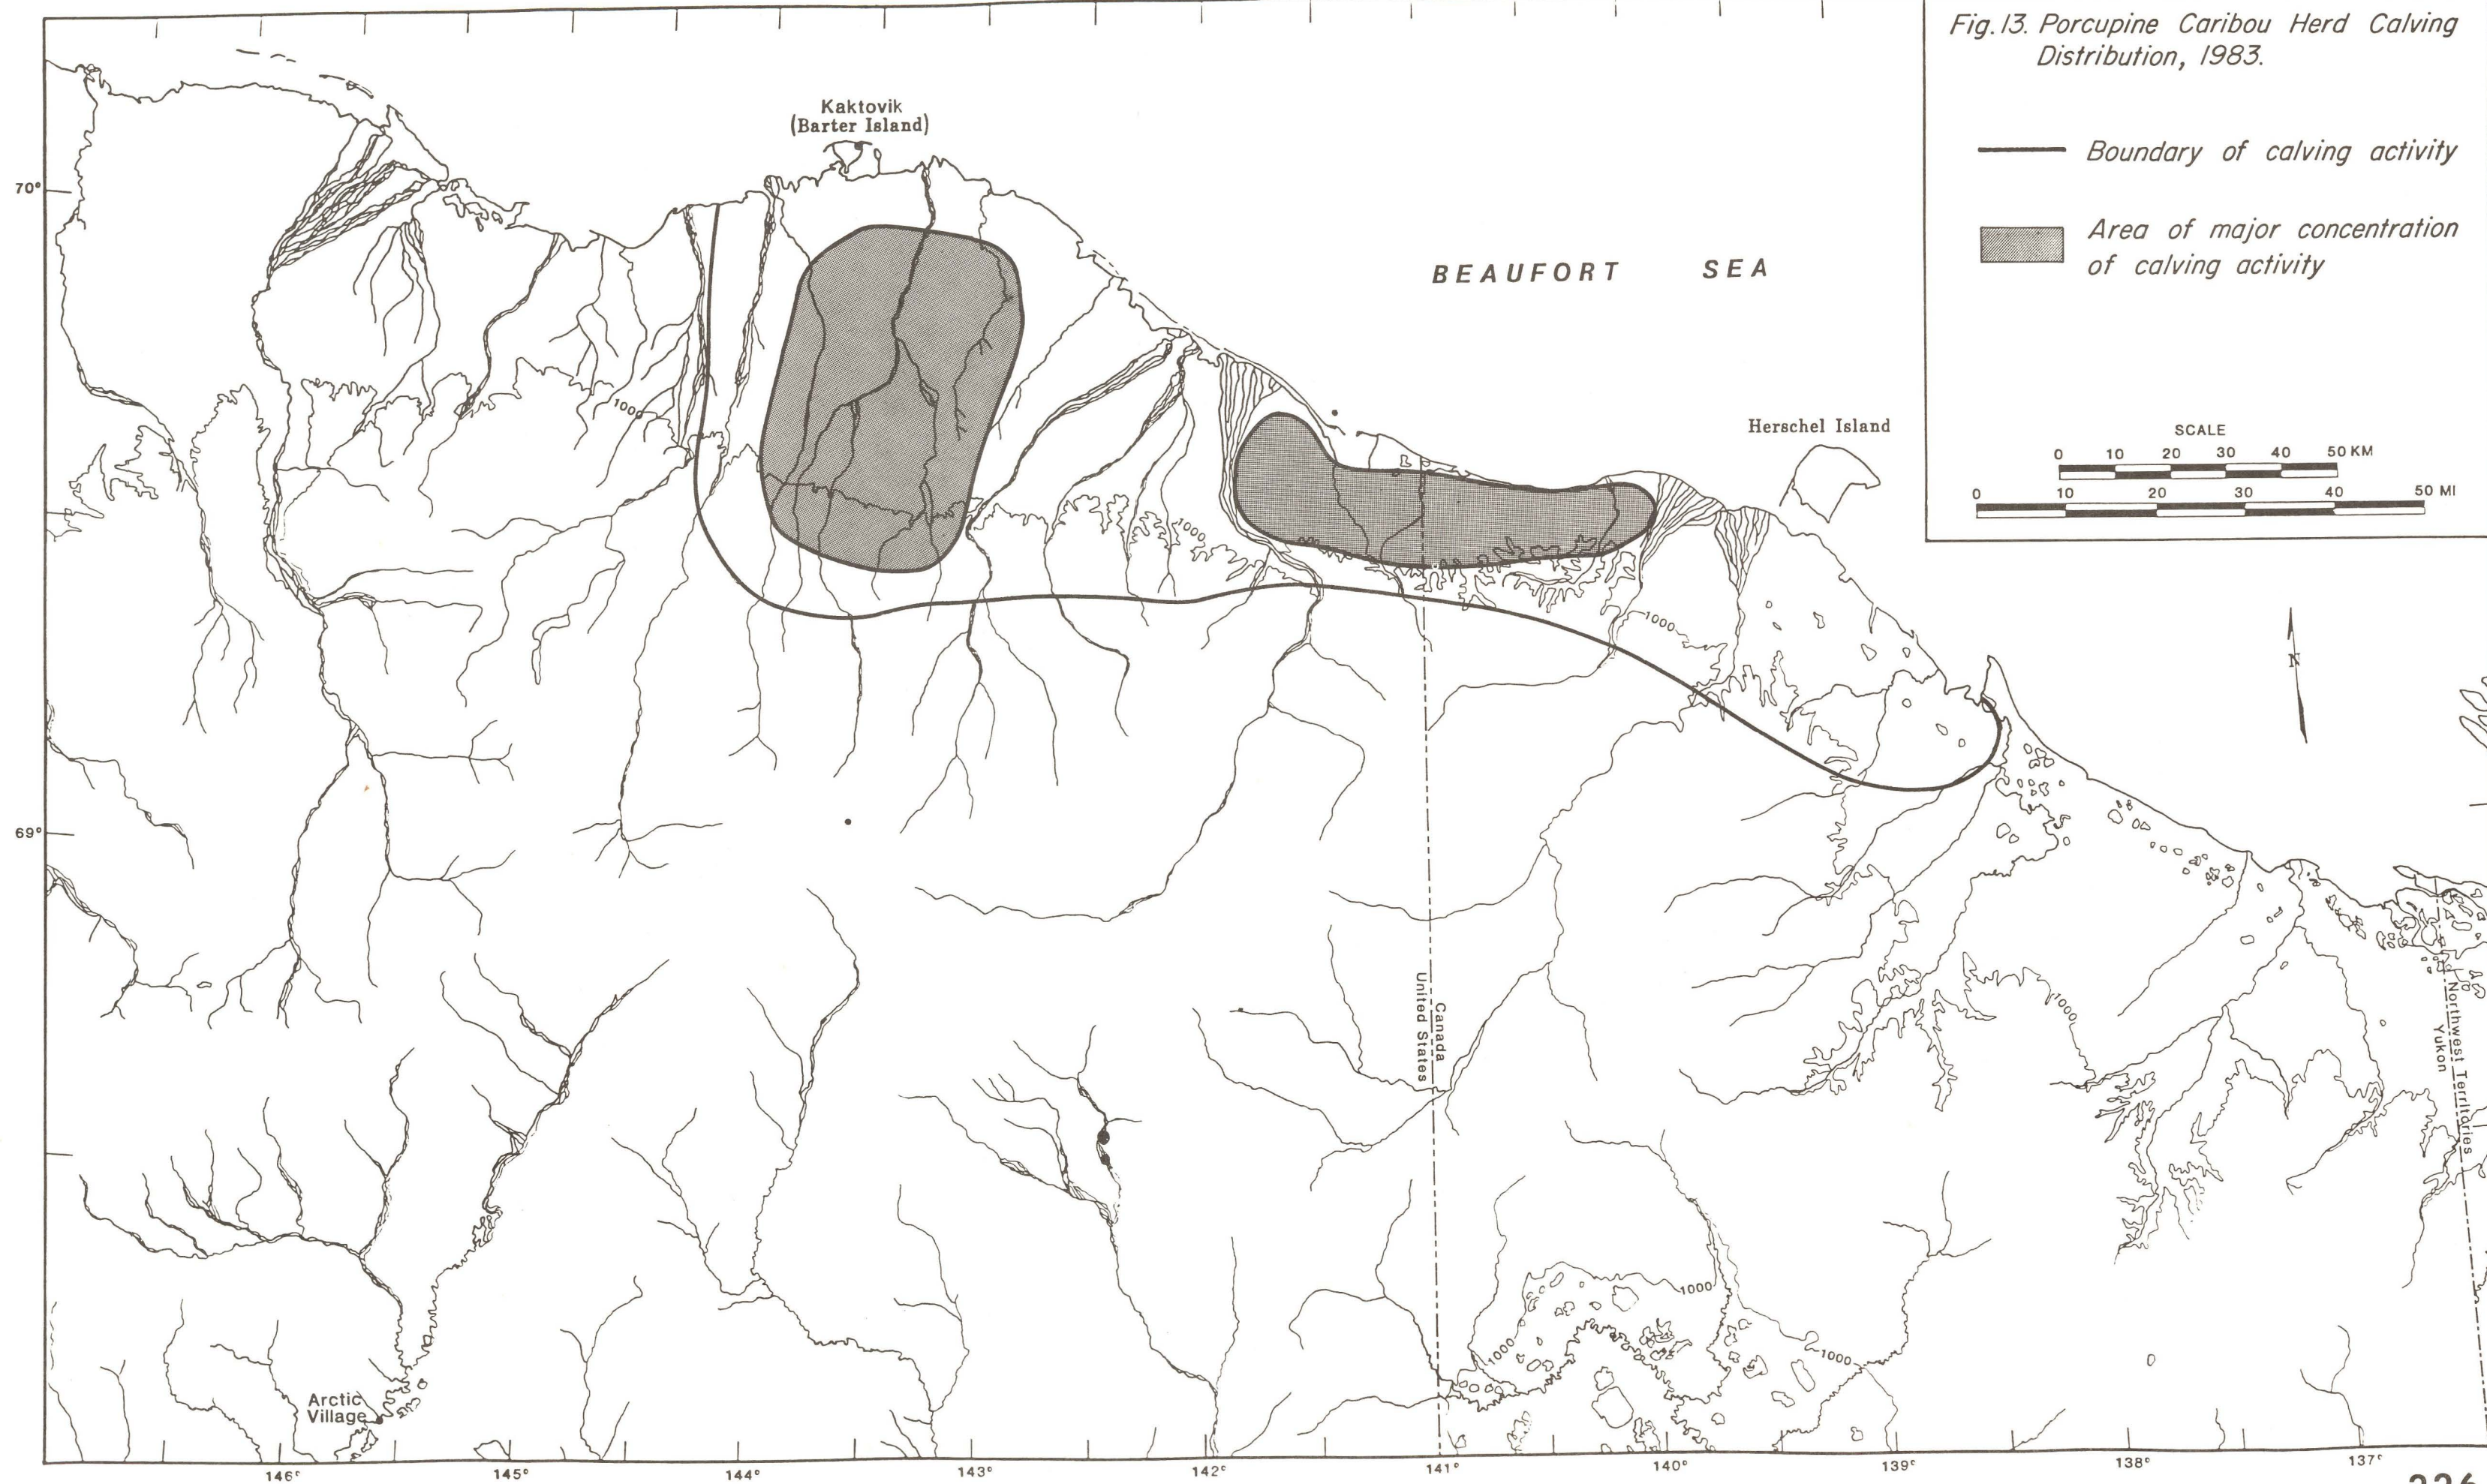 Fig. 13. Porcupine Caribou Herd Calving
Distribution, 1983.
Boundary of calving activity
Area of major concentration
of calving activity
SCALE
0 10 20 30 40 50 KM
0 10 20 30 40 50 MI
Kaktovik
(Barter Island)
70°
BEAUFORT SEA
Herschel Island
1000
1000
1000
N
69°
Canada
United States
1000
Northwest Territories
Yukon
1000
1000
1000
Arctic
Village
146° 145° 144° 143° 142° 141° 140° 139° 138° 137°